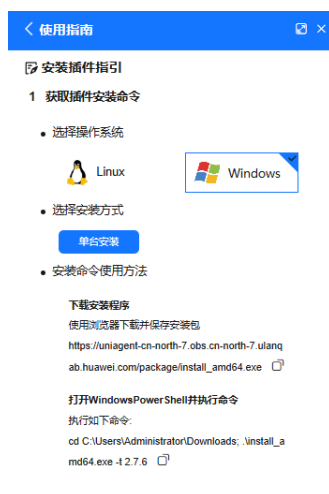 使用指南
安装插件指引
1 获取插件安装命令
选择操作系统
Linux
Windows
选择安装方式
单台安装
安装命令使用方法
下载安装程序
使用浏览器下载并保存安装包
https://uniagent-cn-north-7.obs.cn-north-7.ulanq
ab.huawei.com/package/install_amd64.exe
打开WindowsPowerShell并执行命令
执行如下命令:
cd C:\Users\Administrator\Downloads; .\install_a
md64.exe -t 2.7.6